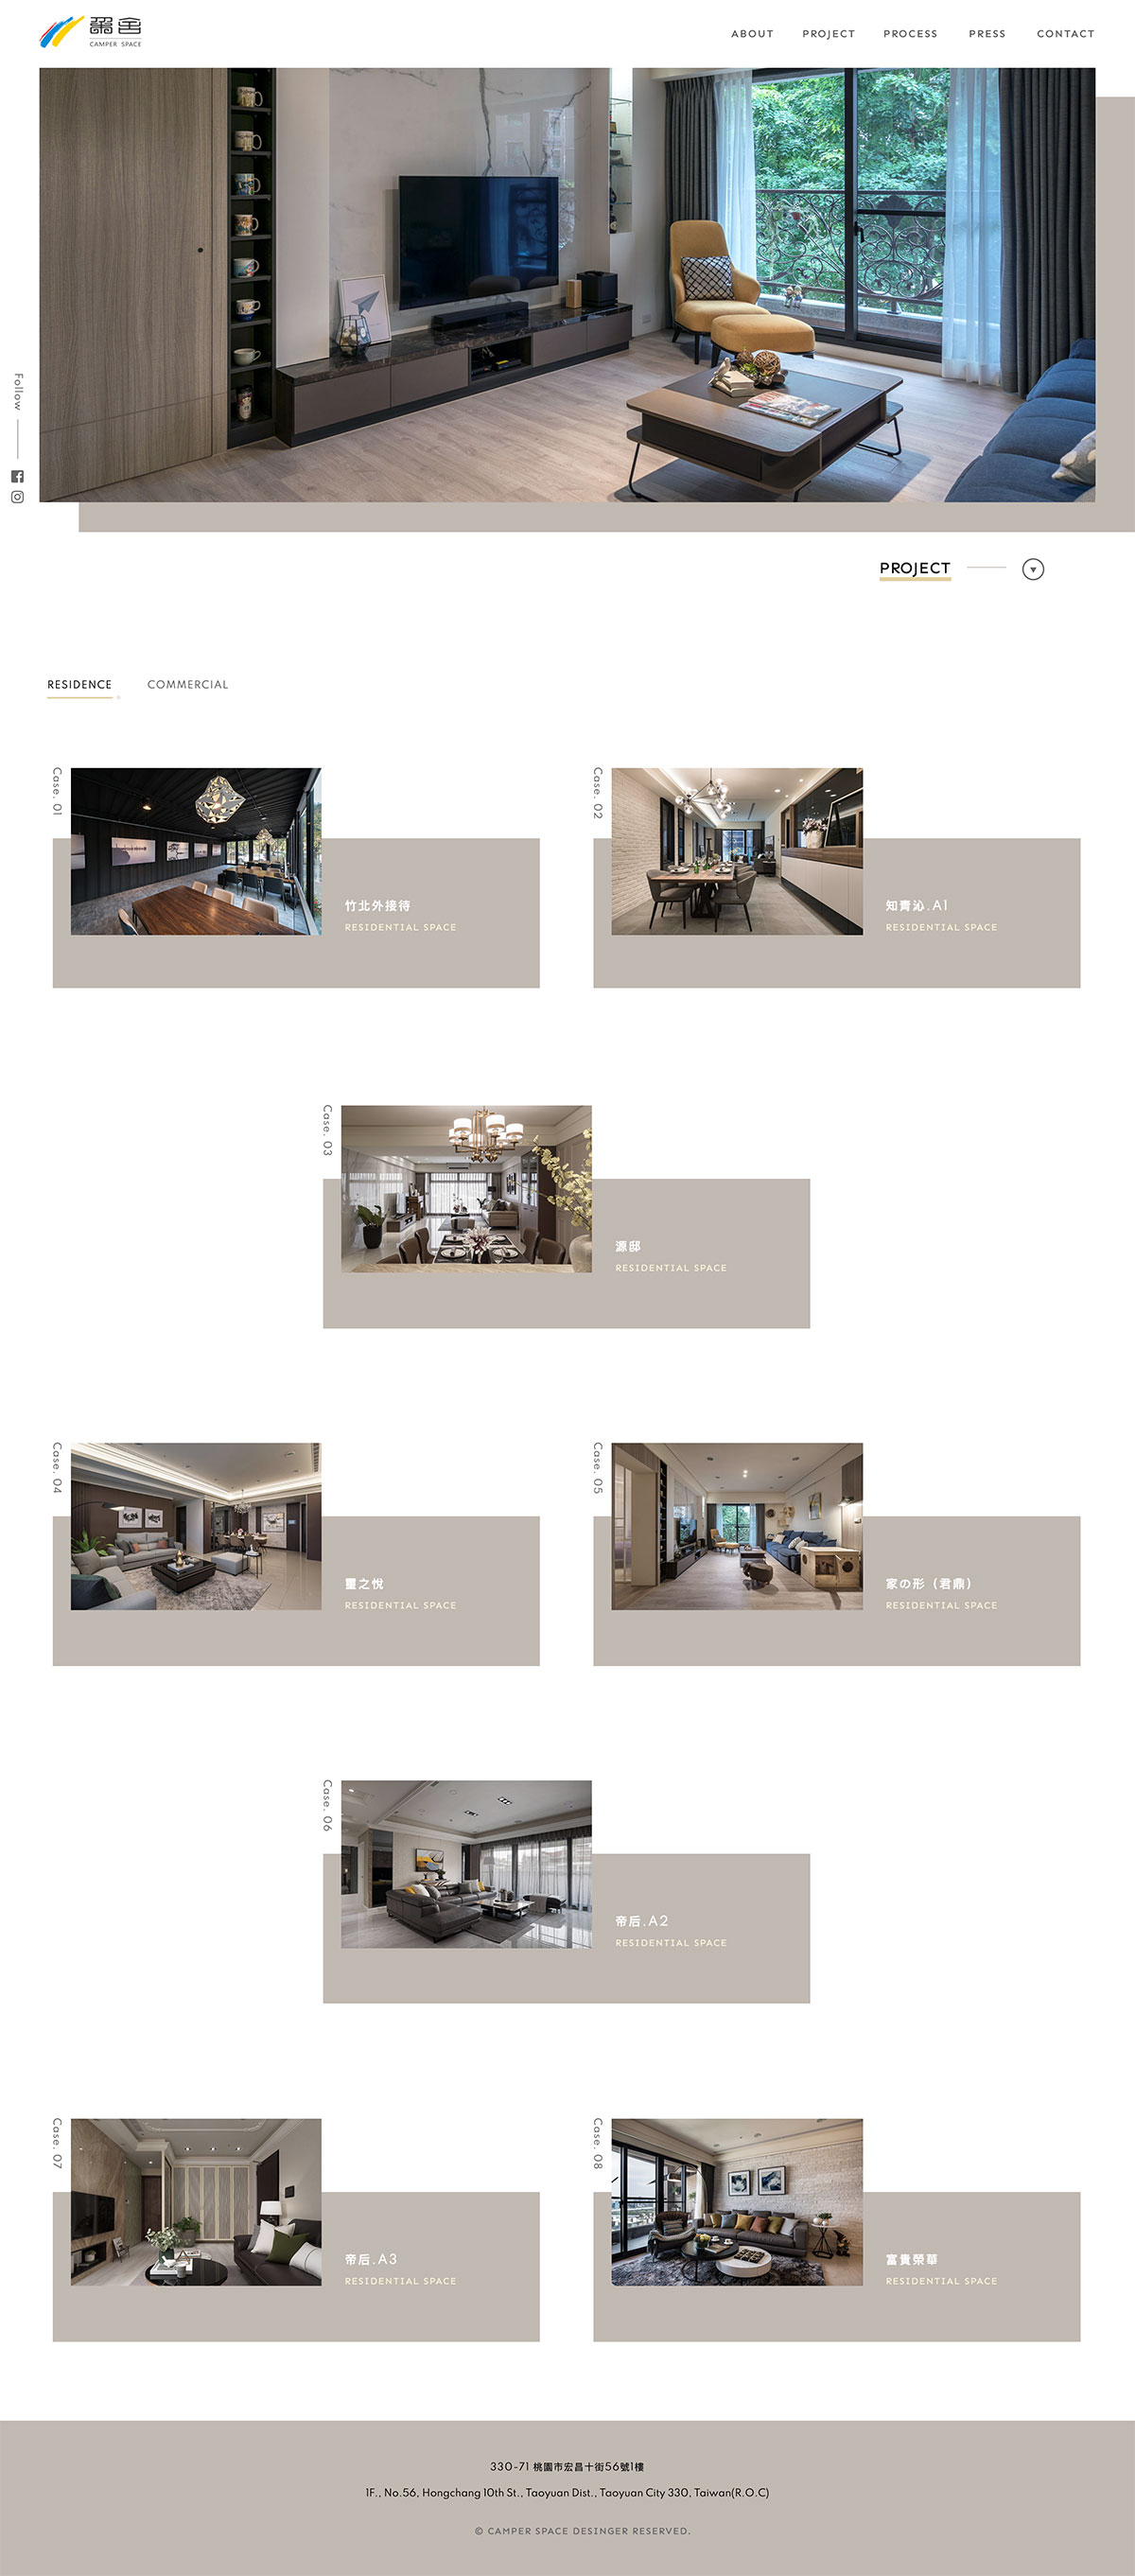 CAMPER SPACE
ABOUT
PROJECT
PROCESS
PRESS
CONTACT
Follow
PROJECT
RESIDENCE
COMMERCIAL
Case. 01
竹北外接待
RESIDENTIAL SPACE
Case. 02
知青沁.A1
RESIDENTIAL SPACE
Case. 03
源邸
RESIDENTIAL SPACE
Case. 04
璽之悅
RESIDENTIAL SPACE
Case. 05
家の形（君鼎）
RESIDENTIAL SPACE
Case. 06
帝后.A2
RESIDENTIAL SPACE
Case. 07
帝后.A3
RESIDENTIAL SPACE
Case. 08
富貴榮華
RESIDENTIAL SPACE
330-71 桃園市宏昌十街56號1樓
1F., No.56, Hongchang 10th St., Taoyuan Dist., Taoyuan City 330, Taiwan(R.O.C)
© CAMPER SPACE DESINGER RESERVED.